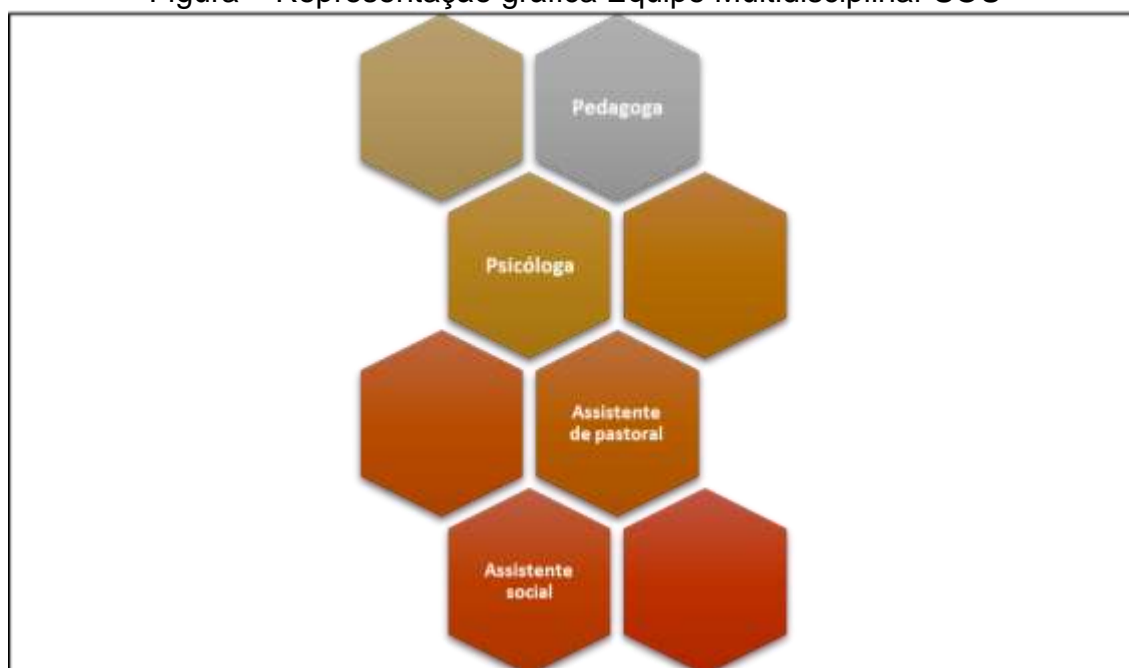 Figura – Representação gráfica Equipe Multidisciplinar
Pedagoga
Psicóloga
Assistente
de pastoral
Assistente
social